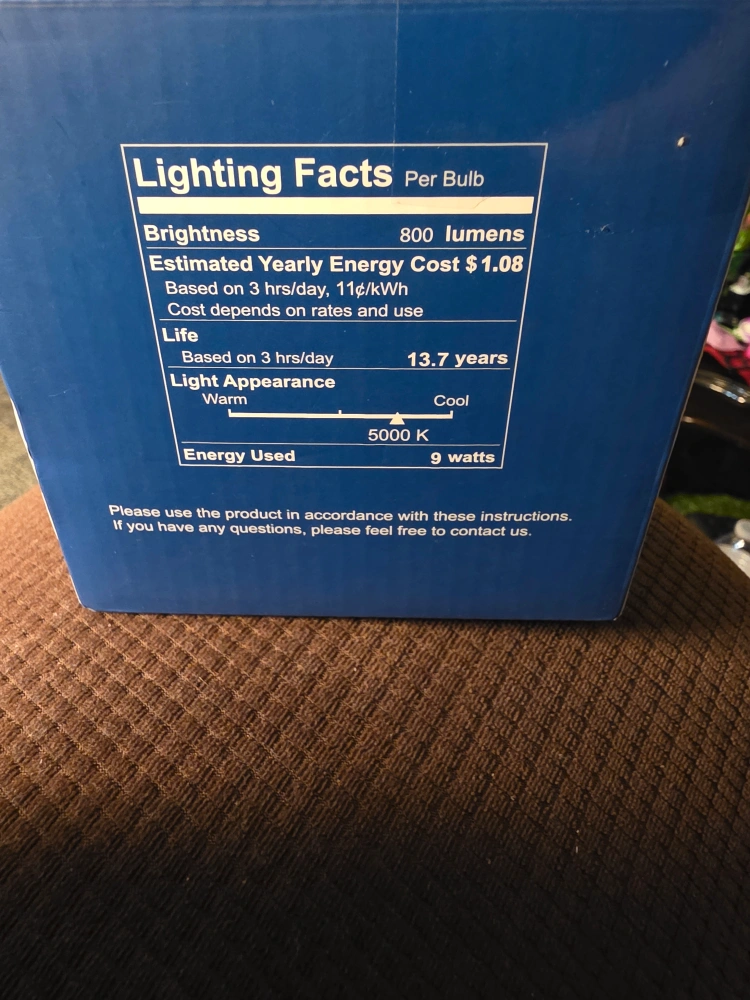 Lighting Facts Per Bulb
Brightness 800 lumens
Estimated Yearly Energy Cost $1.08
Based on 3 hrs/day, 11¢/kWh
Cost depends on rates and use
Life
Based on 3 hrs/day 13.7 years
Light Appearance
Warm Cool
5000 K
Energy Used 9 watts
Please use the product in accordance with these instructions.
If you have any questions, please feel free to contact us.